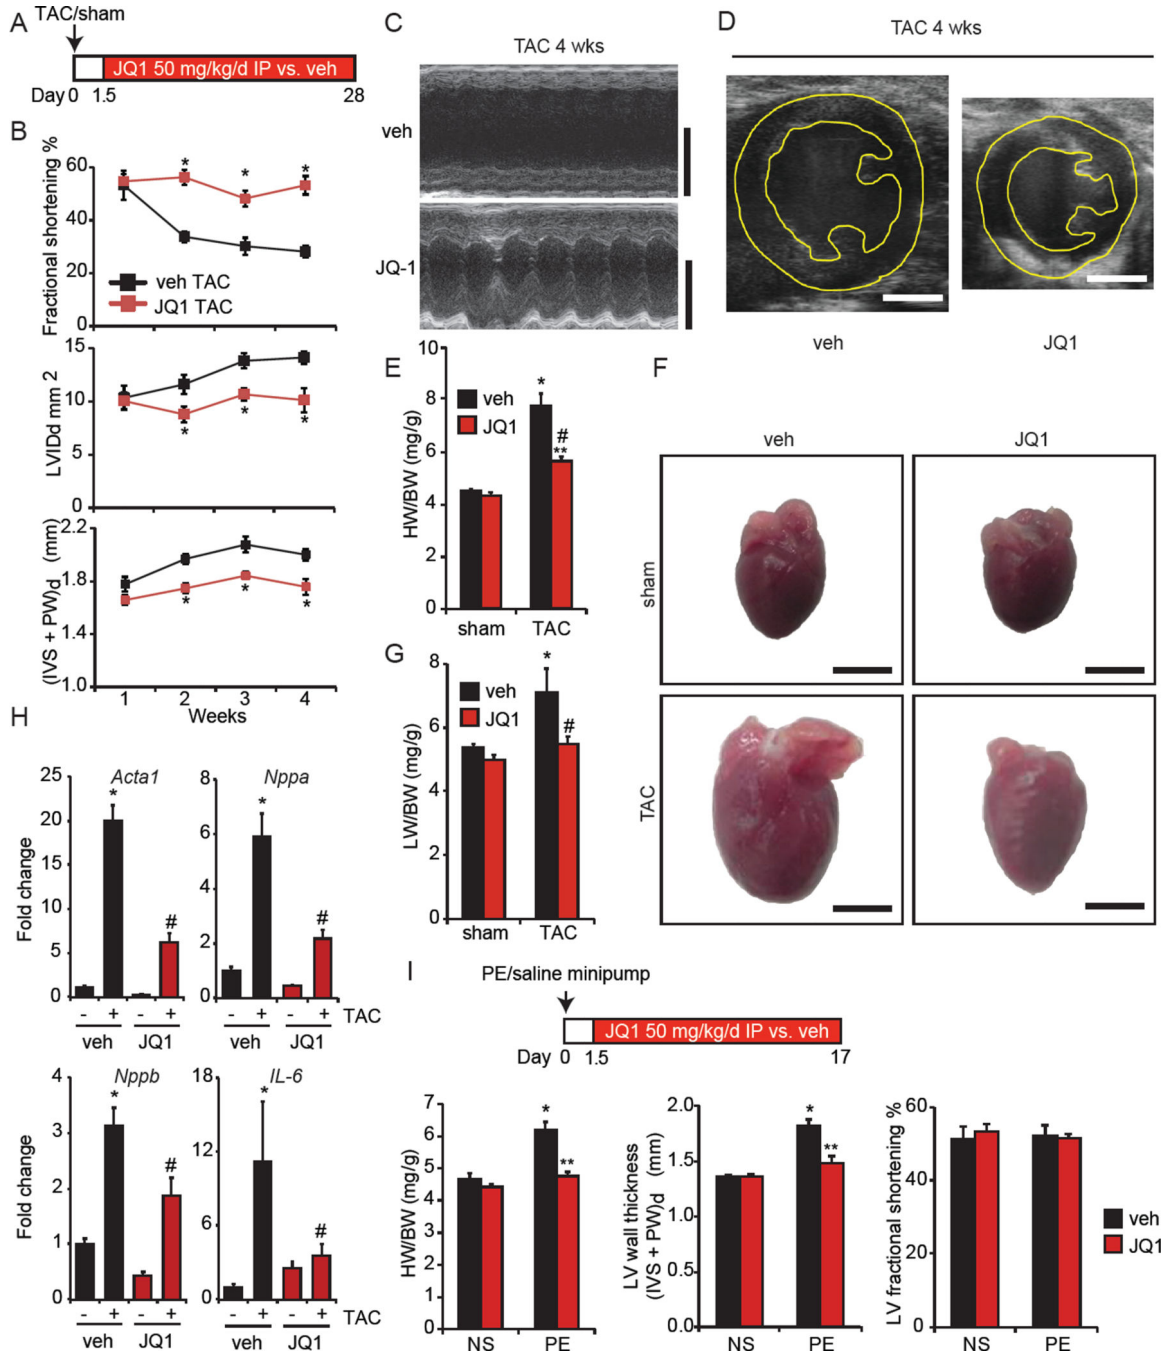 A
TAC/sham
JQ1 50 mg/kg/d IP vs. veh
Day 0 1.5 28
B
Fractional shortening %
60
40
20
0
veh TAC
JQ1 TAC
LVIDd mm 2
15
10
5
0
(IVS + PW)d (mm)
2.2
1.8
1.4
1.0
1 2 3 4
Weeks
* * *
* * *
* * *
C
TAC 4 wks
veh
JQ-1
D
TAC 4 wks
veh JQ1
E
HW/BW (mg/g)
10
8
6
4
2
0
veh
JQ1
*
#
**
sham TAC
F
veh JQ1
sham
TAC
G
LW/BW (mg/g)
8
6
4
2
0
veh
JQ1
*
#
sham TAC
H
Acta1
Fold change
25
20
15
10
5
0
*
#
- + - +
veh JQ1
Nppa
8
6
4
2
0
*
#
- + - + TAC
veh JQ1
Nppb
Fold change
4
3
2
1
0
*
#
- + - +
veh JQ1
IL-6
18
12
6
0
*
#
- + - + TAC
veh JQ1
I
PE/saline minipump
JQ1 50 mg/kg/d IP vs. veh
Day 0 1.5 17
HW/BW (mg/g)
7
6
5
4
3
2
1
0
*
**
NS PE
LV wall thickness
(IVS + PW)d (mm)
2.0
1.5
1.0
0.5
0.0
*
**
NS PE
LV fractional shortening %
60
40
20
0
NS PE
veh
JQ1